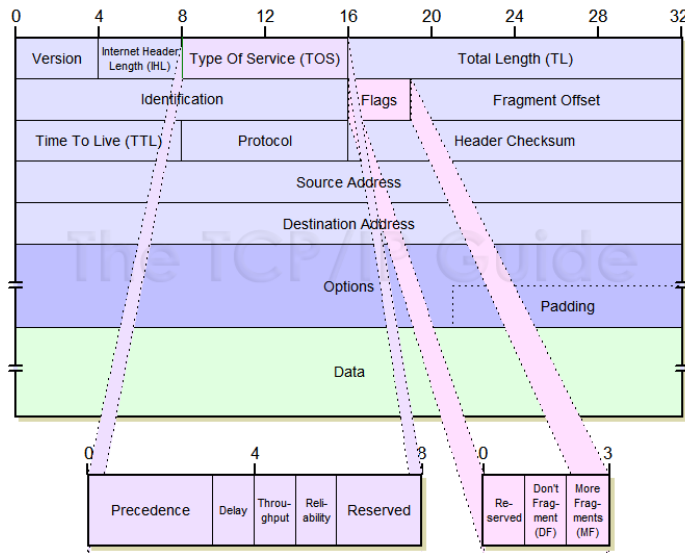 0 4 8 12 16 20 24 28 32
Version
Internet Header
Length (IHL)
Type Of Service (TOS)
Total Length (TL)
Identification
Flags
Fragment Offset
Time To Live (TTL)
Protocol
Header Checksum
Source Address
Destination Address
The TCP/IP Guide
Options
Padding
Data
0 4 8
Precedence
Delay
Throu-
ghput
Reli-
ability
Reserved
0 3
Re-
served
Don't
Frag-
ment
(DF)
More
Frag-
ments
(MF)